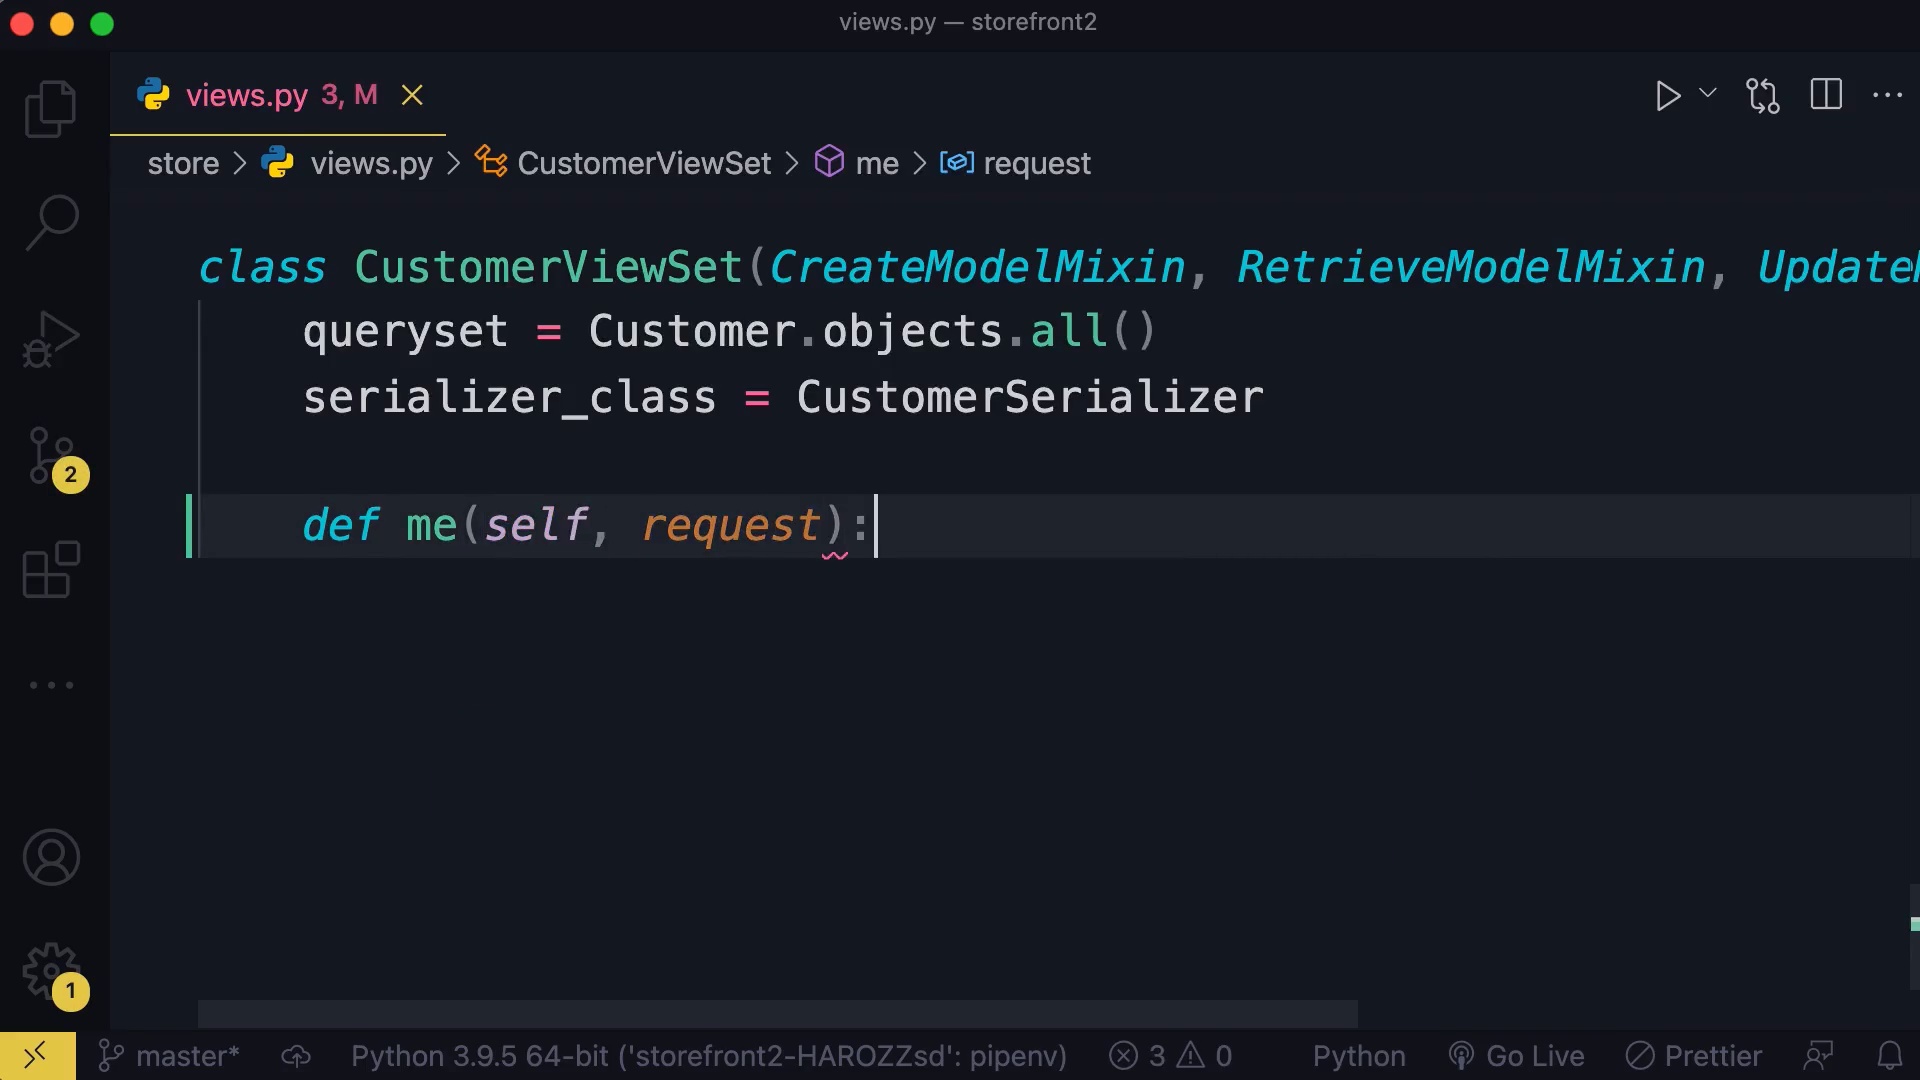 views.py — storefront2
views.py 3, M
store > views.py > CustomerViewSet > me > request
class CustomerViewSet(CreateModelMixin, RetrieveModelMixin, Update
    queryset = Customer.objects.all()
    serializer_class = CustomerSerializer
    def me(self, request):
2
1
master* Python 3.9.5 64-bit ('storefront2-HAROZZsd': pipenv) 3 0 Python Go Live Prettier